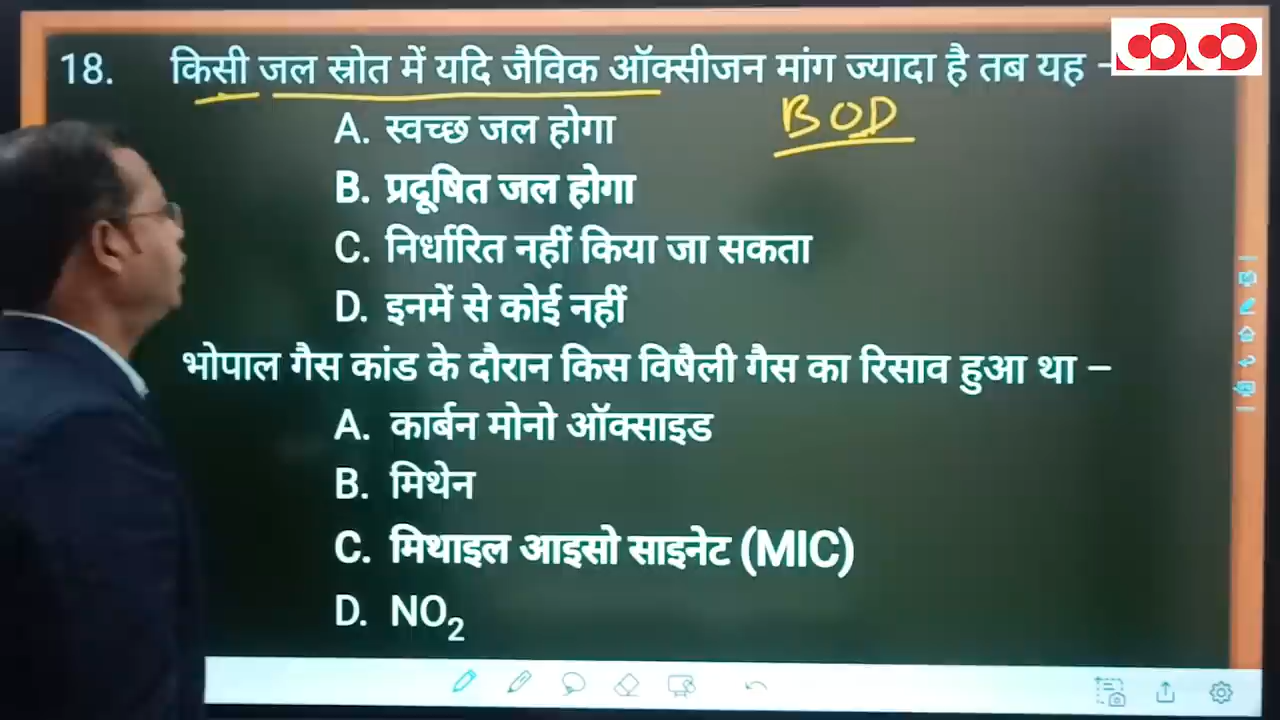 18. किसी जल स्रोत में यदि जैविक ऑक्सीजन मांग ज्यादा है तब यह –
BOD
A. स्वच्छ जल होगा
B. प्रदूषित जल होगा
C. निर्धारित नहीं किया जा सकता
D. इनमें से कोई नहीं
भोपाल गैस कांड के दौरान किस विषैली गैस का रिसाव हुआ था –
A. कार्बन मोनो ऑक्साइड
B. मिथेन
C. मिथाइल आइसो साइनेट (MIC)
D. NO₂